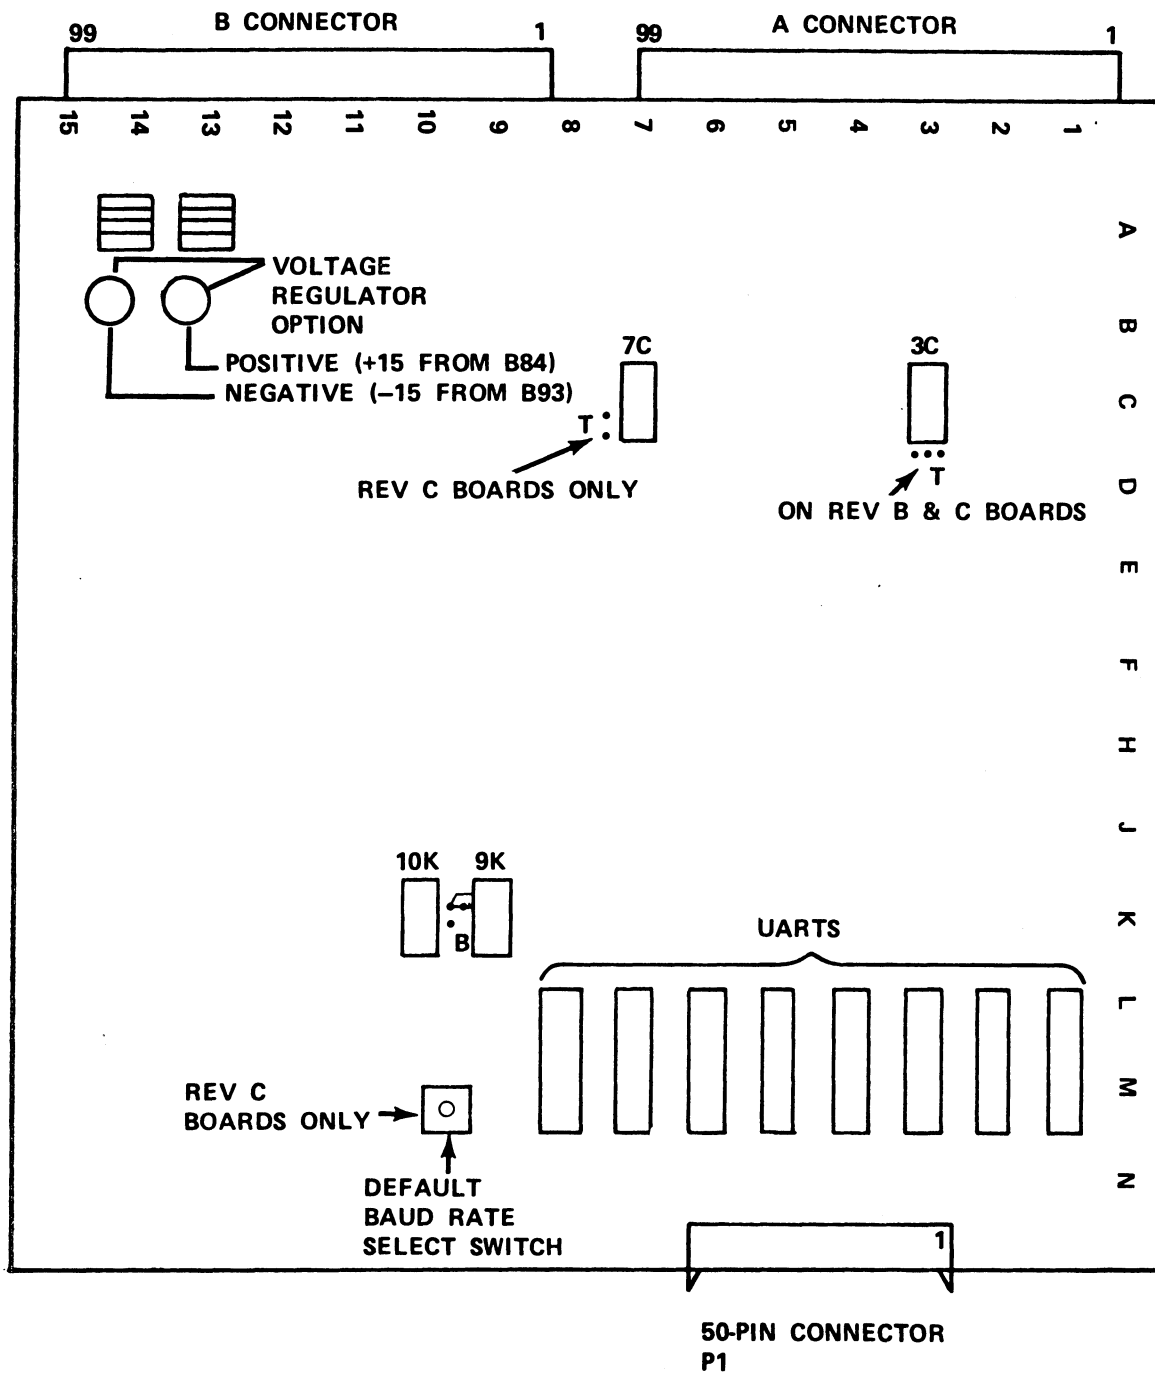 B CONNECTOR
A CONNECTOR
99
1
99
1
15 14 13 12 11 10 9 8 7 6 5 4 3 2 1
A
VOLTAGE
REGULATOR
OPTION
B
POSITIVE (+15 FROM B84)
NEGATIVE (–15 FROM B93)
7C
3C
C
T
REV C BOARDS ONLY
T
D
ON REV B & C BOARDS
E
F
H
J
10K
9K
K
B
UARTS
L
M
REV C
BOARDS ONLY
DEFAULT
BAUD RATE
SELECT SWITCH
N
1
50-PIN CONNECTOR
P1